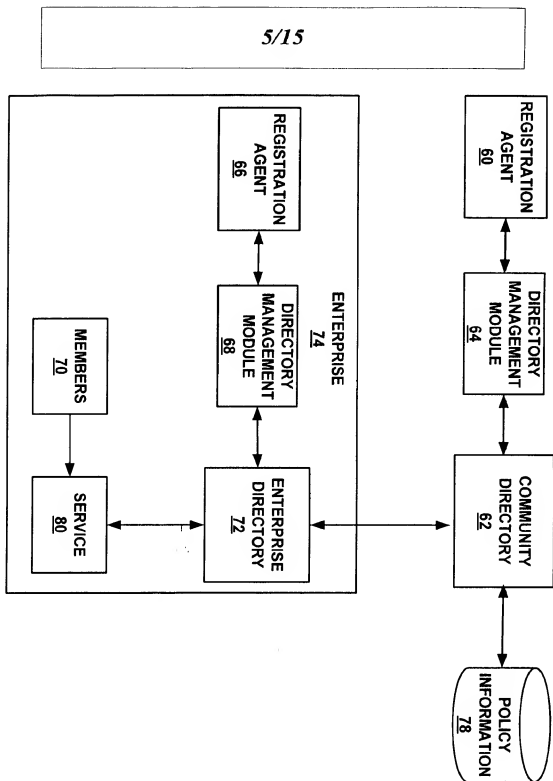 5/15
REGISTRATION
AGENT
60
DIRECTORY
MANAGEMENT
MODULE
64
COMMUNITY
DIRECTORY
62
POLICY
INFORMATION
78
ENTERPRISE
74
REGISTRATION
AGENT
66
DIRECTORY
MANAGEMENT
MODULE
68
ENTERPRISE
DIRECTORY
72
MEMBERS
70
SERVICE
80